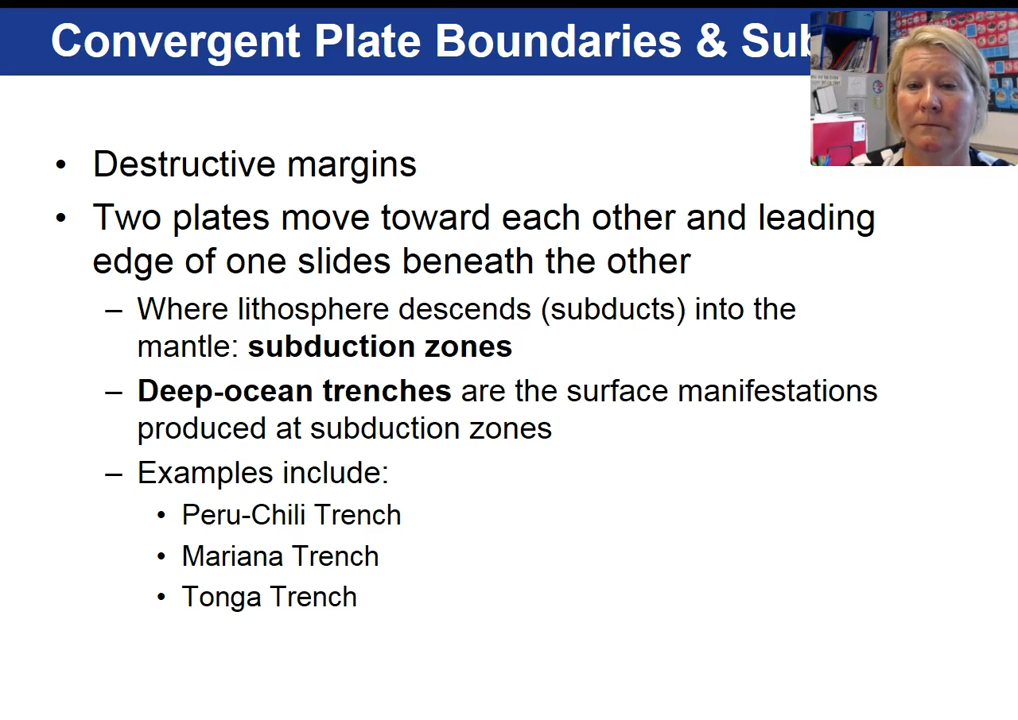 Convergent Plate Boundaries & Sub
• Destructive margins
• Two plates move toward each other and leading
edge of one slides beneath the other
– Where lithosphere descends (subducts) into the
mantle: subduction zones
– Deep-ocean trenches are the surface manifestations
produced at subduction zones
– Examples include:
• Peru-Chili Trench
• Mariana Trench
• Tonga Trench